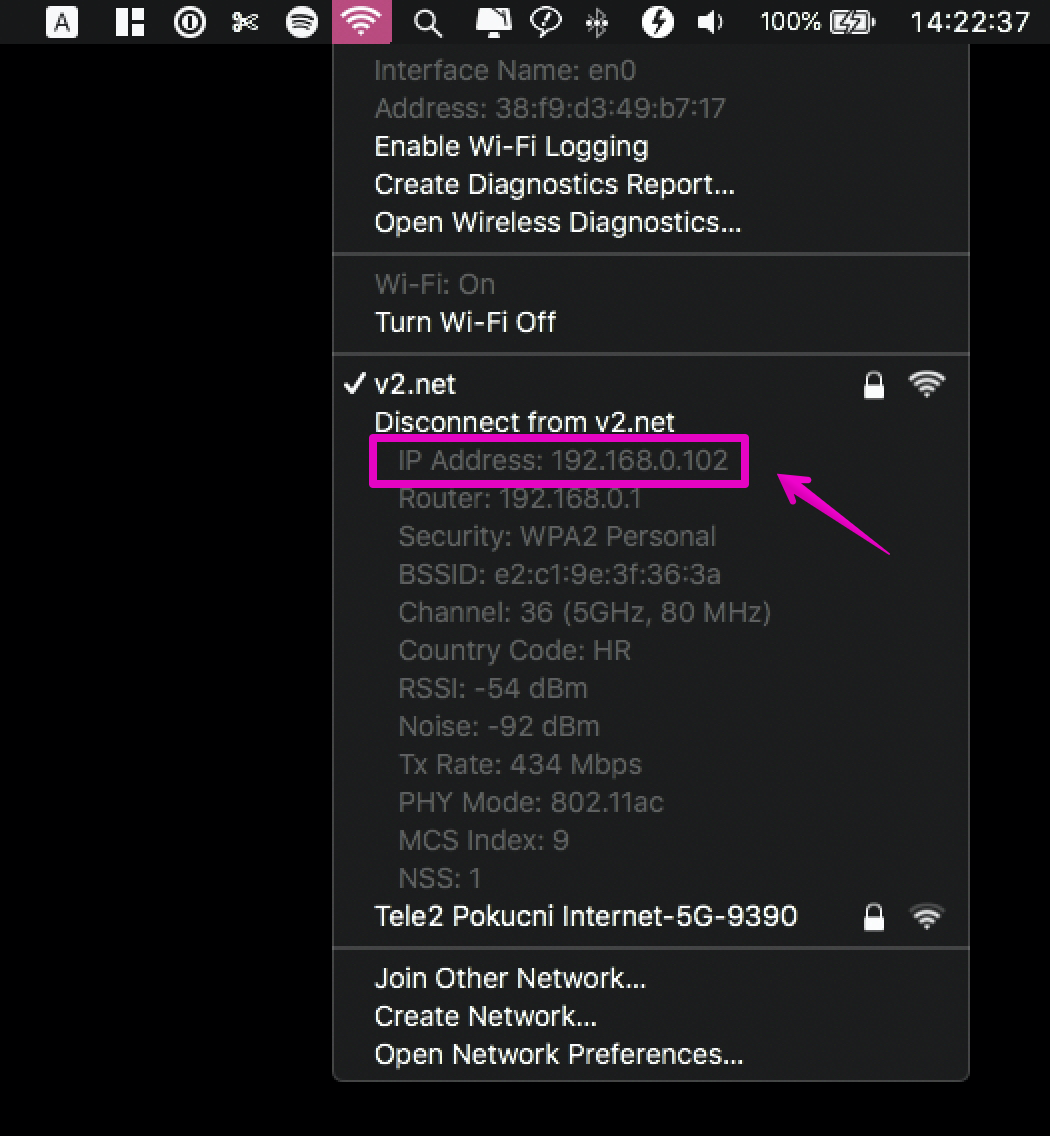 A 100% 14:22:37
Interface Name: en0
Address: 38:f9:d3:49:b7:17
Enable Wi-Fi Logging
Create Diagnostics Report...
Open Wireless Diagnostics...
Wi-Fi: On
Turn Wi-Fi Off
v2.net
Disconnect from v2.net
IP Address: 192.168.0.102
Router: 192.168.0.1
Security: WPA2 Personal
BSSID: e2:c1:9e:3f:36:3a
Channel: 36 (5GHz, 80 MHz)
Country Code: HR
RSSI: -54 dBm
Noise: -92 dBm
Tx Rate: 434 Mbps
PHY Mode: 802.11ac
MCS Index: 9
NSS: 1
Tele2 Pokucni Internet-5G-9390
Join Other Network...
Create Network...
Open Network Preferences...